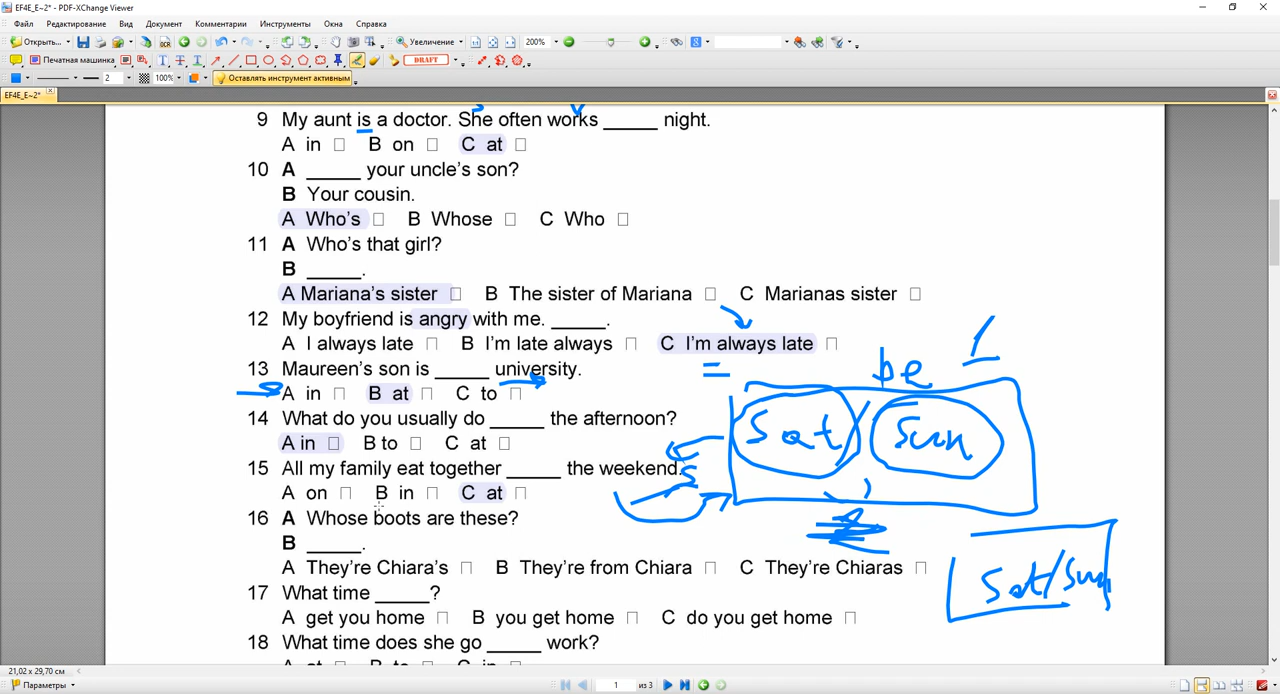 EF4E_E~2* - PDF-XChange Viewer
Файл Редактирование Вид Документ Комментарии Инструменты Окна Справка
Открыть... OCR Увеличение 200%
Печатная машинка DRAFT
2 100% Оставлять инструмент активным
EF4E_E~2*
9 My aunt is a doctor. She often works _____ night.
A in B on C at
10 A _____ your uncle's son?
B Your cousin.
A Who's B Whose C Who
11 A Who's that girl?
B _____.
A Mariana's sister B The sister of Mariana C Marianas sister
12 My boyfriend is angry with me. _____.
A I always late B I'm late always C I'm always late
13 Maureen's son is _____ university.
A in B at C to
be
14 What do you usually do _____ the afternoon?
A in B to C at
Sat / Sun
15 All my family eat together _____ the weekend.
A on B in C at
16 A Whose boots are these?
B _____.
A They're Chiara's B They're from Chiara C They're Chiaras
Sat/Sun
17 What time _____?
A get you home B you get home C do you get home
18 What time does she go _____ work?
A at B to C in
21,02 x 29,70 см
Параметры 1 из 3